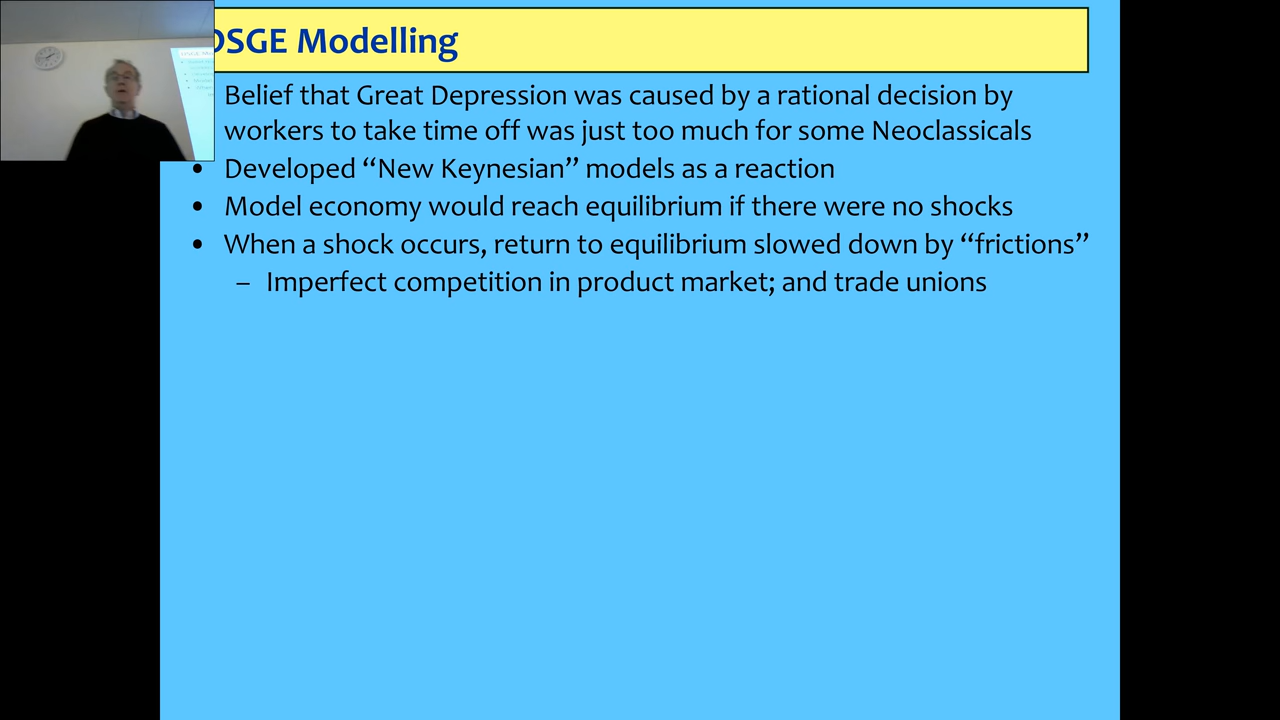 DSGE Modelling
Belief that Great Depression was caused by a rational decision by
workers to take time off was just too much for some Neoclassicals
• Developed “New Keynesian” models as a reaction
• Model economy would reach equilibrium if there were no shocks
• When a shock occurs, return to equilibrium slowed down by “frictions”
– Imperfect competition in product market; and trade unions